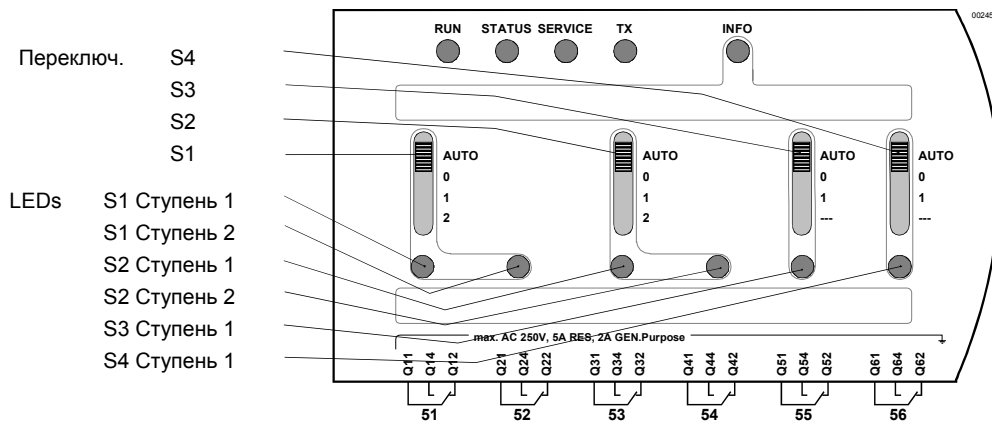 00245
RUN STATUS SERVICE TX INFO
Переключ. S4
S3
S2
S1
AUTO AUTO AUTO AUTO
0 0 0 0
1 1 1 1
2 2 --- ---
LEDs S1 Ступень 1
S1 Ступень 2
S2 Ступень 1
S2 Ступень 2
S3 Ступень 1
S4 Ступень 1
max. AC 250V, 5A RES, 2A GEN.Purpose
Q11 Q14 Q12 Q21 Q24 Q22 Q31 Q34 Q32 Q41 Q44 Q42 Q51 Q54 Q52 Q61 Q64 Q62
51 52 53 54 55 56